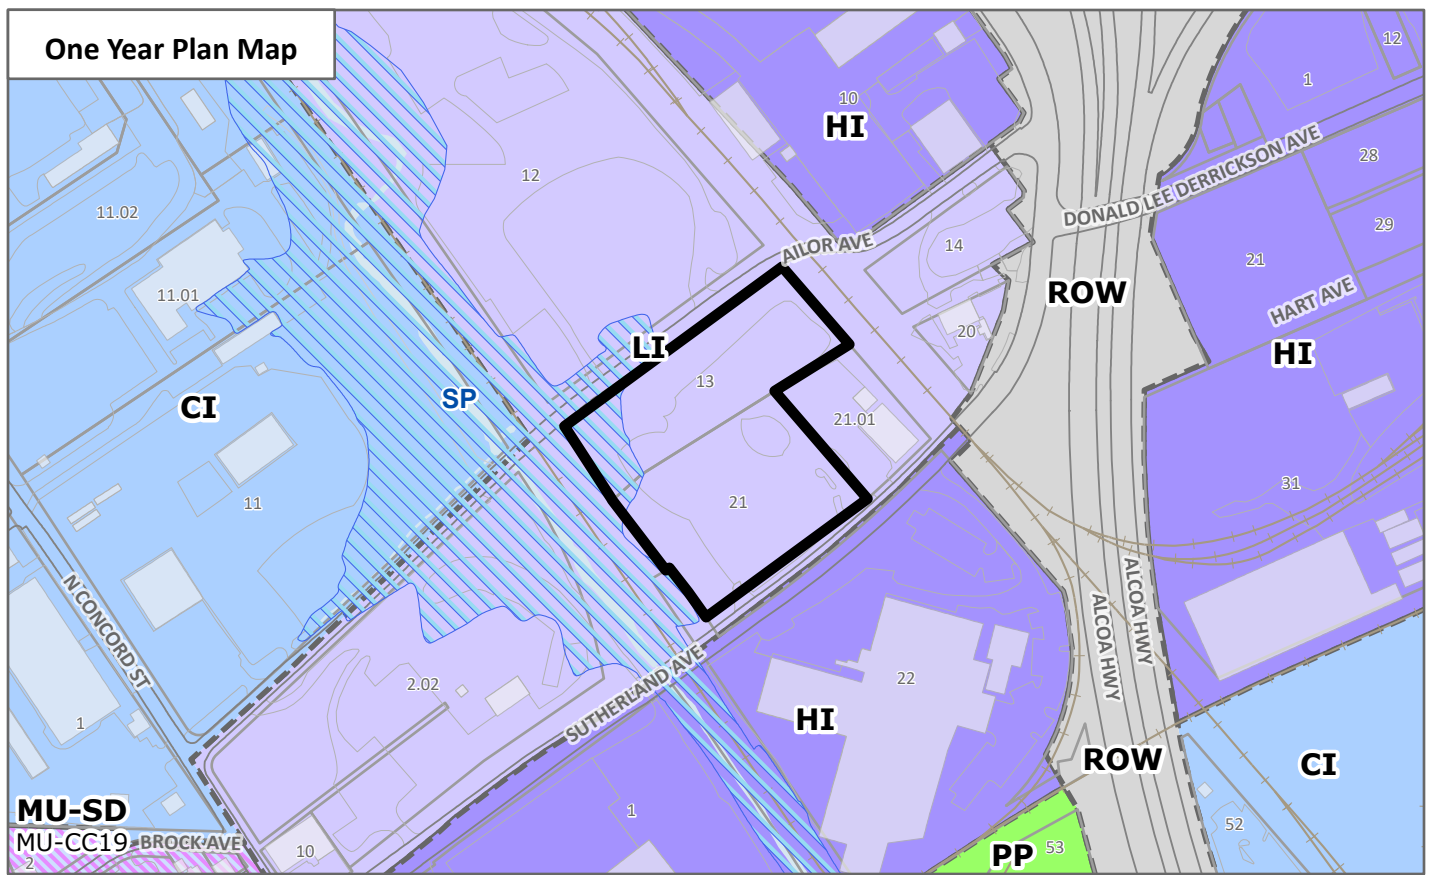 One Year Plan Map
12
1
10
HI
12
DONALD LEE DERRICKSON AVE
28
11.02
29
AILOR AVE
14
21
11.01
ROW
HART AVE
20
LI
HI
13
SP
CI
21.01
31
11
21
ALCOA HWY
ALCOA HWY
N CONCORD ST
2.02
22
SUTHERLAND AVE
1
HI
ROW
CI
MU-SD
1
52
MU-CC19
BROCK AVE
10
PP
53
2